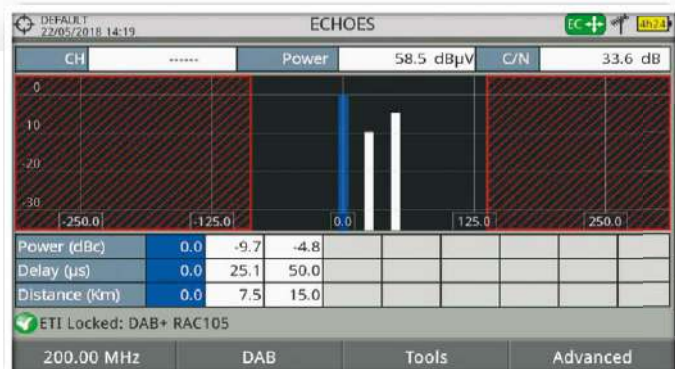 DEFAULT
22/05/2018 14:19
ECHOES
EC
4h24
CH ------ Power 58.5 dBμV C/N 33.6 dB
0
10
-20
-30
-250.0 -125.0 0.0 125.0 250.0
Power (dBc) 0.0 -9.7 -4.8
Delay (μs) 0.0 25.1 50.0
Distance (Km) 0.0 7.5 15.0
ETI Locked: DAB+ RAC105
200.00 MHz DAB Tools Advanced